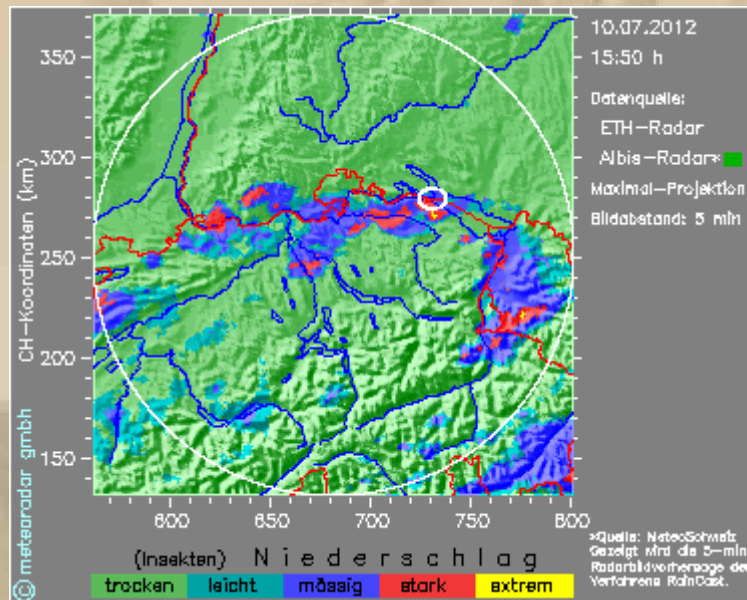 10.07.2012
15:50 h
Datenquelle:
ETH-Radar
Albis-Radar*
Maximal-Projektion
Bildabstand: 5 min
CH-Koordinaten (km)
350
300
250
200
150
600
650
700
750
800
© meteoradar gmbh
(Insekten) Niederschlag
trocken leicht mässig stark extrem
*Quelle: MeteoSchweiz
Gezeigt wird die 5-min
Radarbildvorhersage des
Verfahrens RainCast.